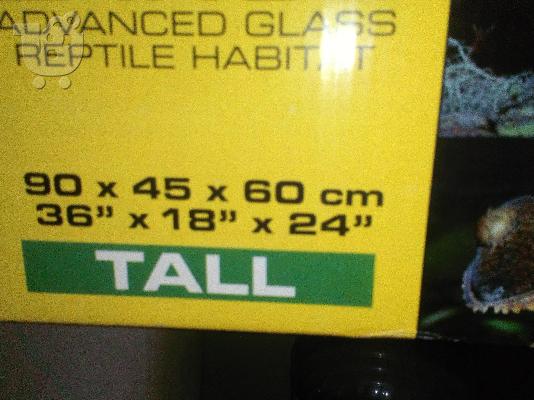 ADVANCED GLASS
REPTILE HABITAT
90 x 45 x 60 cm
36” x 18” x 24”
TALL